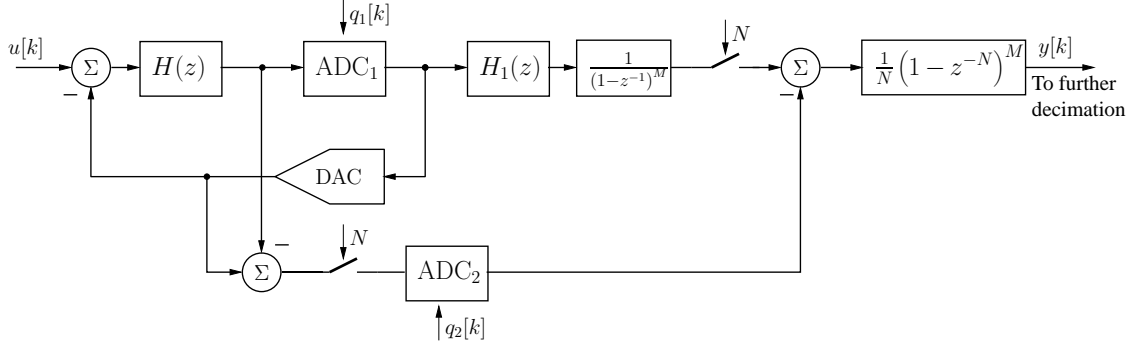 q₁[k]
u[k]
Σ
H(z)
ADC₁
H₁(z)
1/(1−z⁻¹)ᴹ
N
Σ
1/N (1 − z⁻ᴺ)ᴹ
y[k]
−
−
To further
decimation
DAC
−
N
Σ
ADC₂
q₂[k]